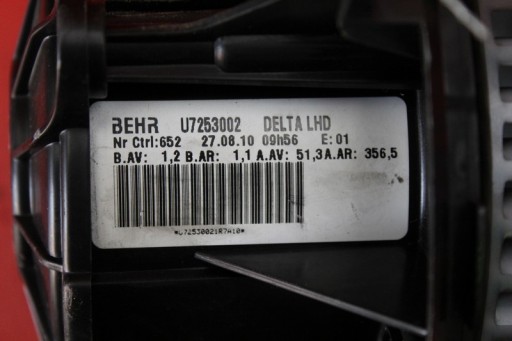 BEHR U7253002 DELTA LHD
Nr Ctrl:652 27.08.10 09h56 E:01
B.AV: 1,2 B.AR: 1,1 A.AV: 51,3 A.AR: 356,5
*U72530021R7A10*